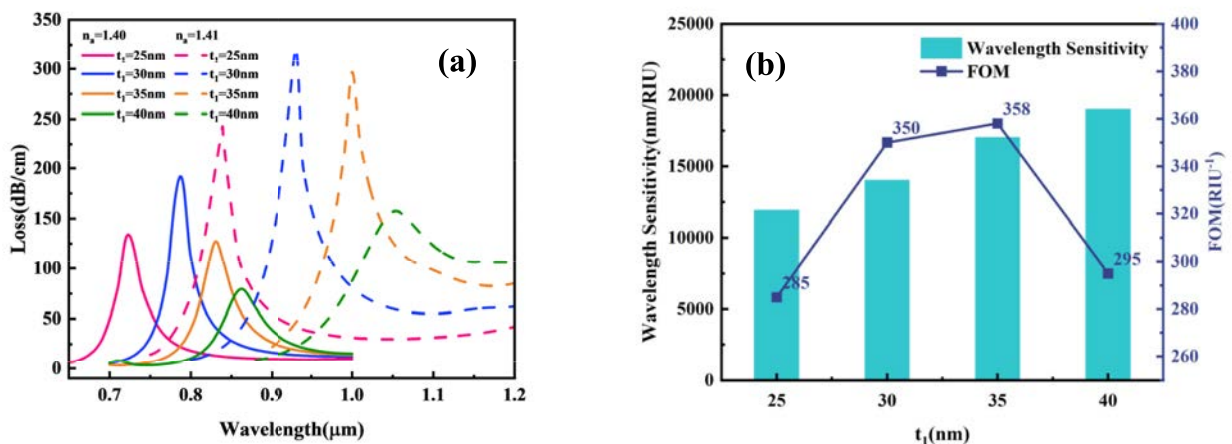 350
300
250
200
150
100
50
0
Loss(dB/cm)
nₐ=1.40 nₐ=1.41
t₁=25nm t₁=25nm
t₁=30nm t₁=30nm
t₁=35nm t₁=35nm
t₁=40nm t₁=40nm
(a)
0.7 0.8 0.9 1.0 1.1 1.2
Wavelength(μm)
25000
20000
15000
10000
5000
0
Wavelength Sensitivity(nm/RIU)
(b)
Wavelength Sensitivity
FOM
285
350
358
295
400
380
360
340
320
300
280
260
FOM(RIU⁻¹)
25 30 35 40
t₁(nm)